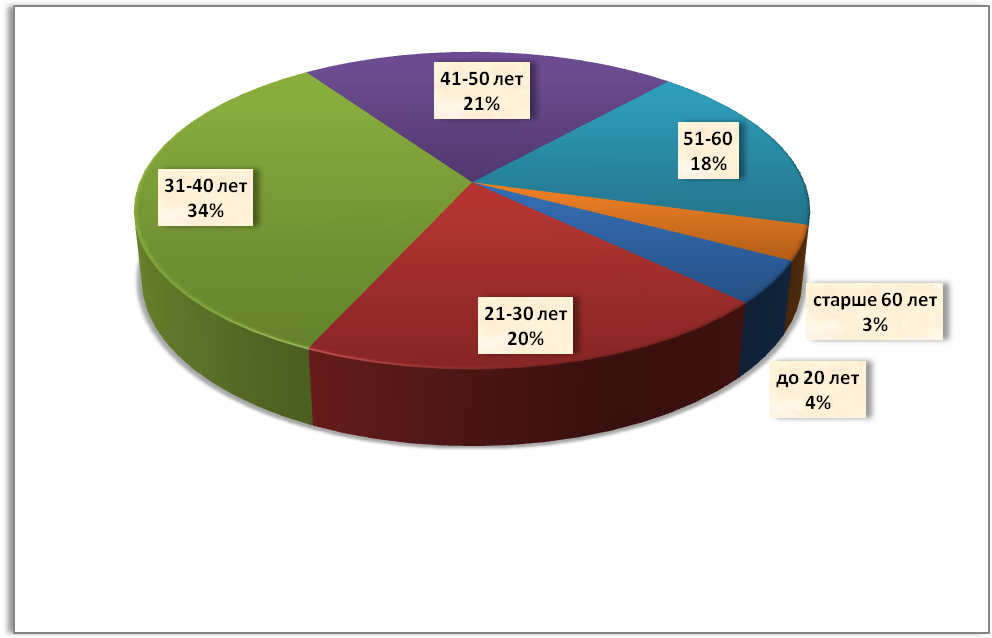 41-50 лет
21%
51-60
18%
31-40 лет
34%
21-30 лет
20%
старше 60 лет
3%
до 20 лет
4%